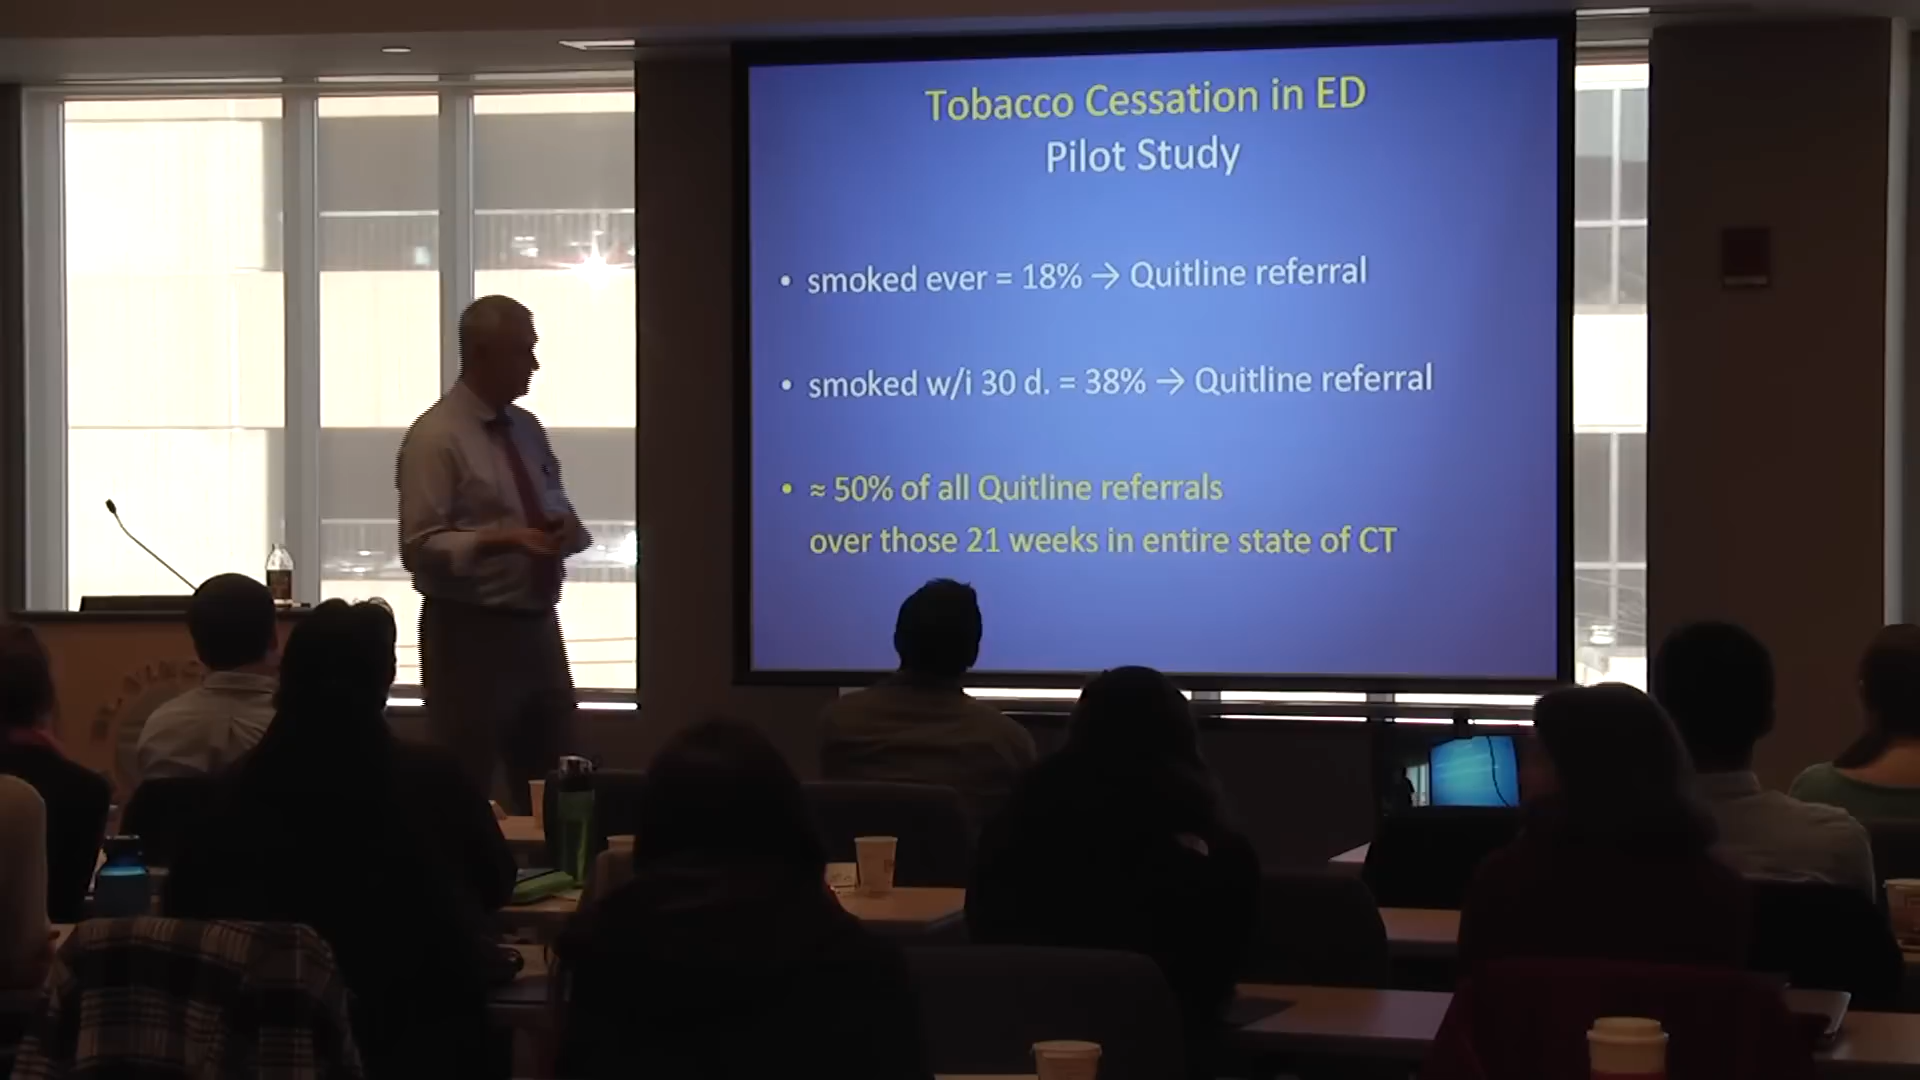 Tobacco Cessation in ED
Pilot Study
• smoked ever = 18% → Quitline referral
• smoked w/i 30 d. = 38% → Quitline referral
• ≈ 50% of all Quitline referrals
over those 21 weeks in entire state of CT